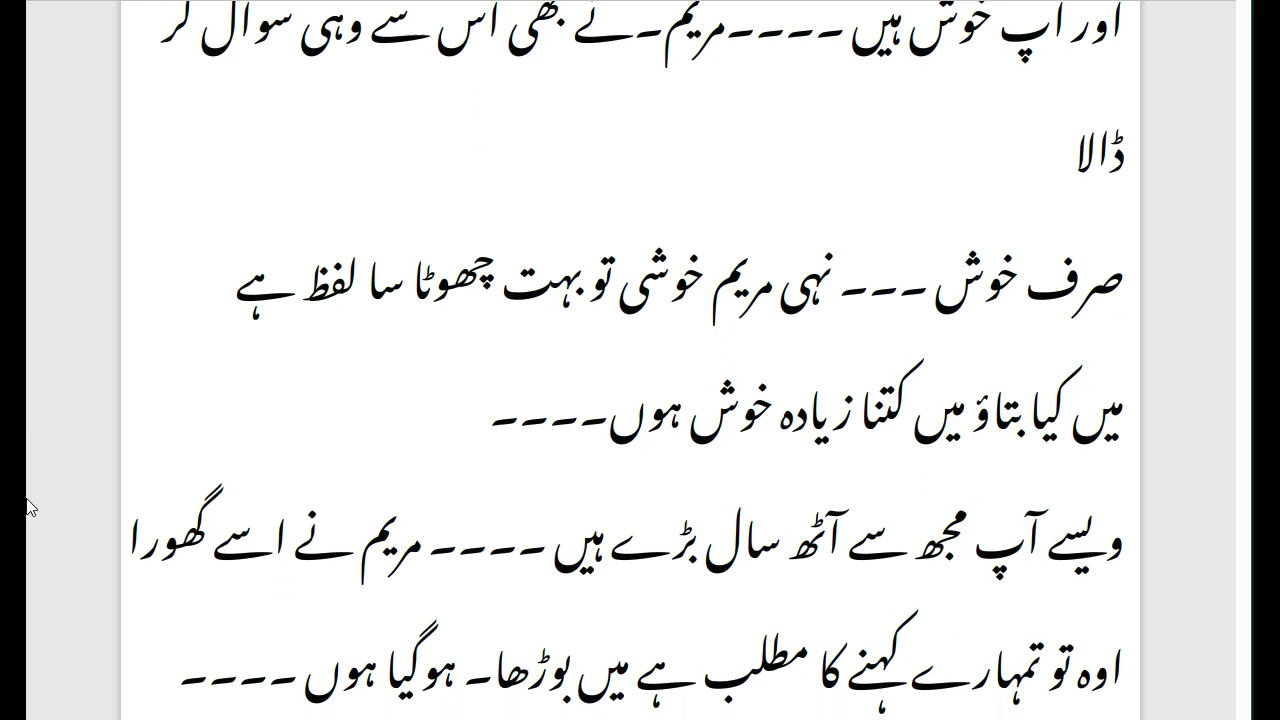 اور آپ خوش ہیں ۔۔۔۔مریم۔نے بھی اس سے وہی سوال کر
ڈالا
صرف خوش ۔۔۔ نہی مریم خوشی تو بہت چھوٹا سا لفظ ہے
میں کیا بتاؤ میں کتنا زیادہ خوش ہوں۔۔۔۔
ویسے آپ مجھ سے آٹھ سال بڑے ہیں ۔۔۔۔ مریم نے اسے گھورا
اوہ تو تمہارے کہنے کا مطلب ہے میں بوڑھا۔ ہوگیا ہوں ۔۔۔۔